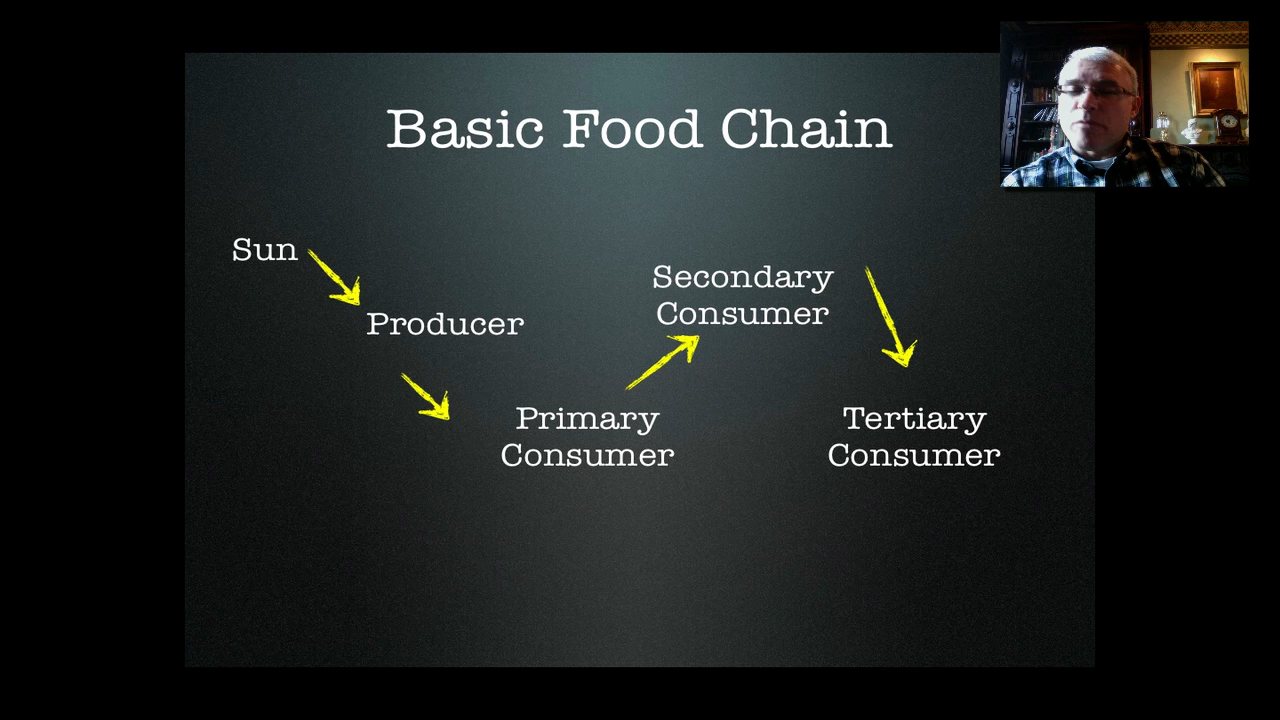 Basic Food Chain
Sun
Producer
Primary
Consumer
Secondary
Consumer
Tertiary
Consumer